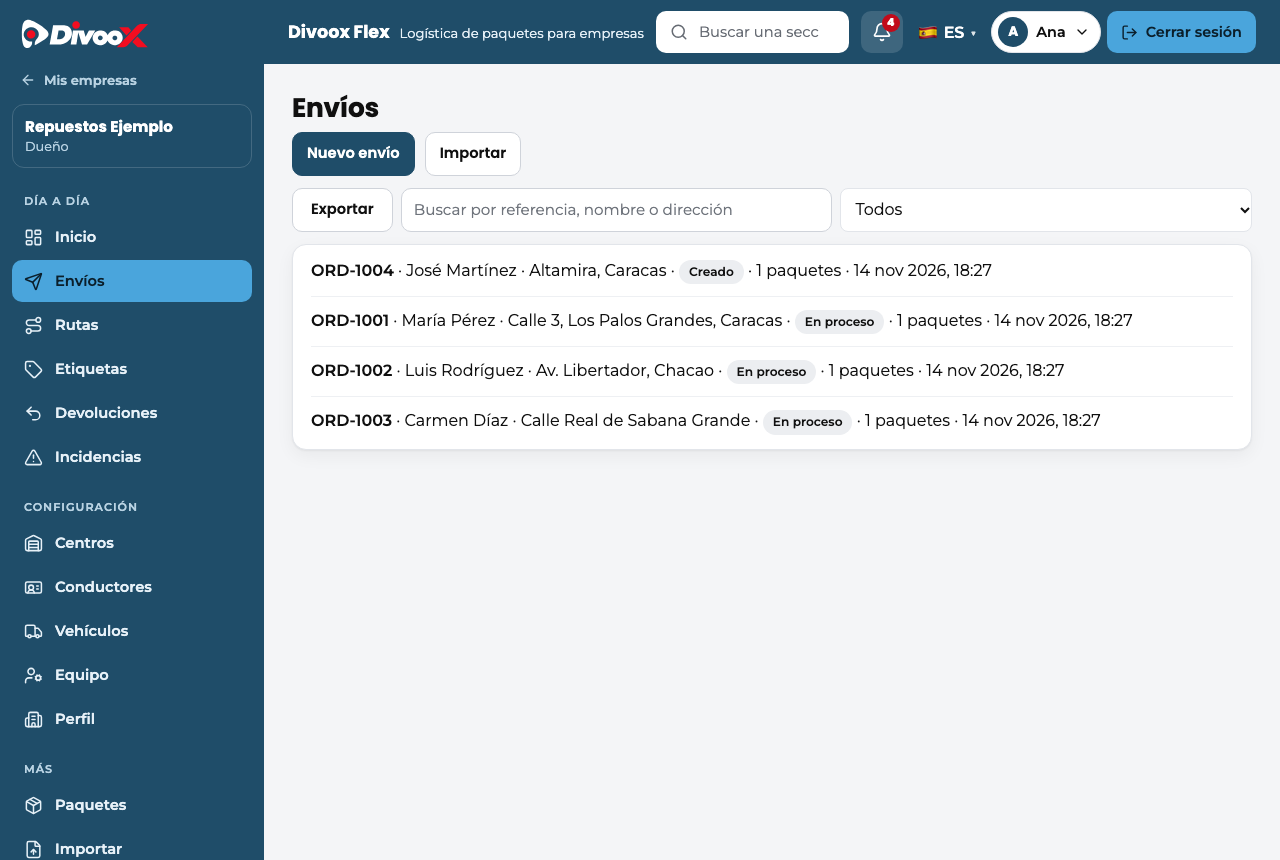 DivooX
Divoox Flex Logística de paquetes para empresas
Buscar una secc
4
ES
A Ana
Cerrar sesión
Mis empresas
Repuestos Ejemplo
Dueño
DÍA A DÍA
Inicio
Envíos
Rutas
Etiquetas
Devoluciones
Incidencias
CONFIGURACIÓN
Centros
Conductores
Vehículos
Equipo
Perfil
MÁS
Paquetes
Importar
Envíos
Nuevo envío Importar
Exportar Buscar por referencia, nombre o dirección Todos
ORD-1004 · José Martínez · Altamira, Caracas · Creado · 1 paquetes · 14 nov 2026, 18:27
ORD-1001 · María Pérez · Calle 3, Los Palos Grandes, Caracas · En proceso · 1 paquetes · 14 nov 2026, 18:27
ORD-1002 · Luis Rodríguez · Av. Libertador, Chacao · En proceso · 1 paquetes · 14 nov 2026, 18:27
ORD-1003 · Carmen Díaz · Calle Real de Sabana Grande · En proceso · 1 paquetes · 14 nov 2026, 18:27